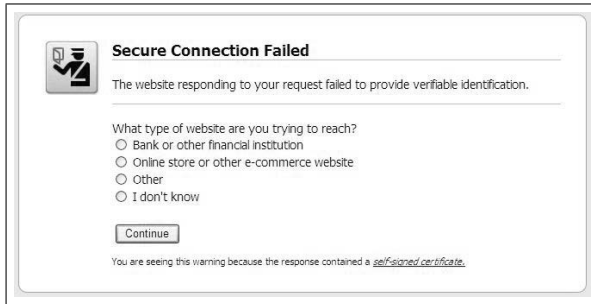 Secure Connection Failed
The website responding to your request failed to provide verifiable identification.
What type of website are you trying to reach?
Bank or other financial institution
Online store or other e-commerce website
Other
I don't know
Continue
You are seeing this warning because the response contained a self-signed certificate.